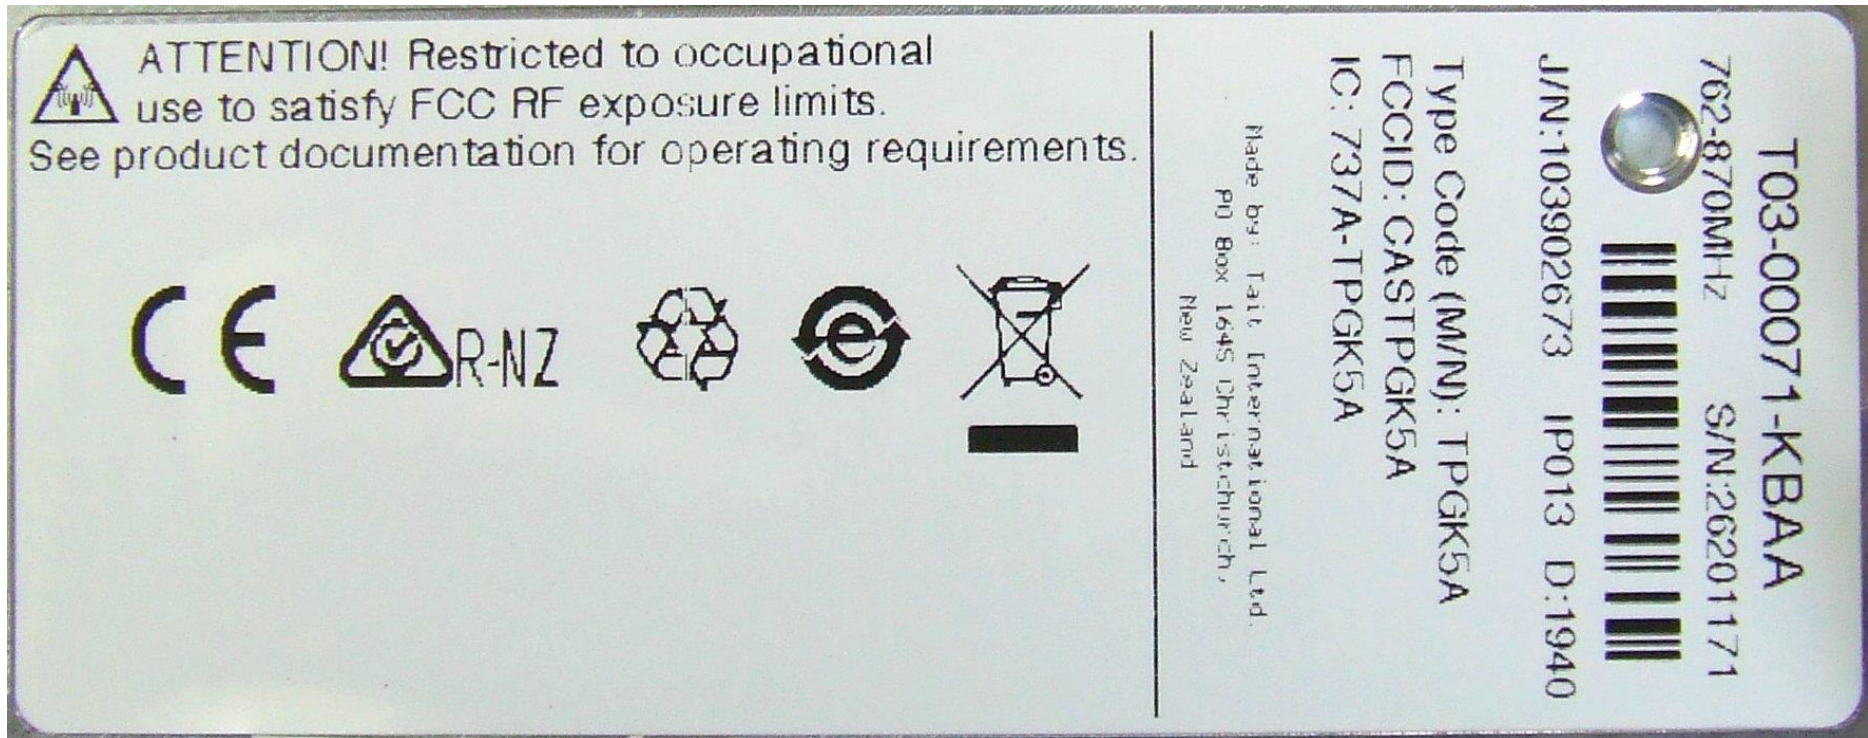 ATTENTION! Restricted to occupational
use to satisfy FCC RF exposure limits.
See product documentation for operating requirements.
CE
R-NZ
e
T03-00071-KBAA
762-870MHz S/N:26201171
J/N:103902673 IP013 D:1940
Type Code (M/N): TPGK5A
FCCID: CASTPGK5A
IC: 737A-TPGK5A
Made by: Tait International Ltd.
PO Box 1645 Christchurch,
New Zealand